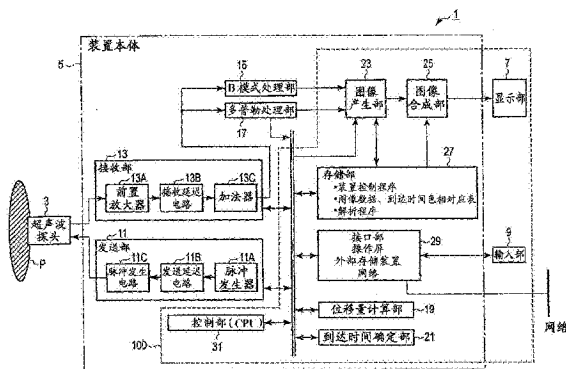 1
装置本体
5
15
B模式处理部
多普勒处理部
17
23
图像
产生部
25
图像
合成部
7
显示部
13
接收部
13A
前置
放大器
13B
接收延迟
电路
13C
加法器
3
超声波
探头
P
11
发送部
11C
脉冲发生
电路
11B
发送延迟
电路
11A
脉冲
发生器
27
存储部
•装置控制程序
•图像数据、到达时间色相对应表
•解析程序
接口部
操作屏
外部存储装置
网络
29
9
输入部
网络
控制部(CPU)
31
100
位移量计算部
19
到达时间确定部
21